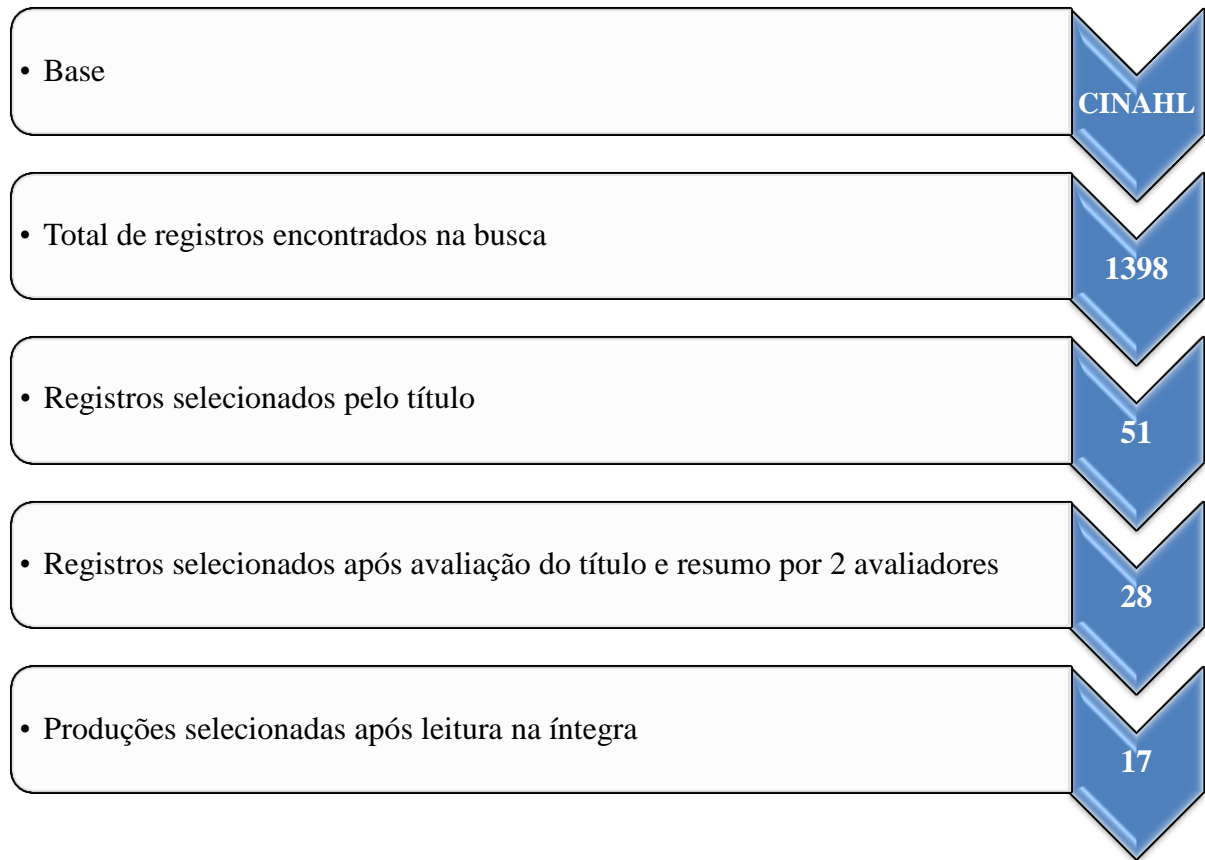 • Base
CINAHL
• Total de registros encontrados na busca
1398
• Registros selecionados pelo título
51
• Registros selecionados após avaliação do título e resumo por 2 avaliadores
28
• Produções selecionadas após leitura na íntegra
17